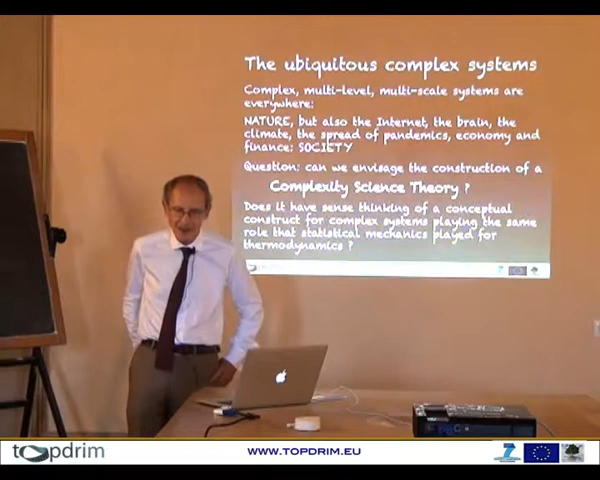 The ubiquitous complex systems
Complex, multi-level, multi-scale systems are
everywhere:
NATURE, but also the Internet, the brain, the
climate, the spread of pandemics, economy and
finance: SOCIETY
Question: can we envisage the construction of a
Complexity Science Theory ?
Does it have sense thinking of a conceptual
construct for complex systems playing the same
role that statistical mechanics played for
thermodynamics ?
topdrim
WWW.TOPDRIM.EU